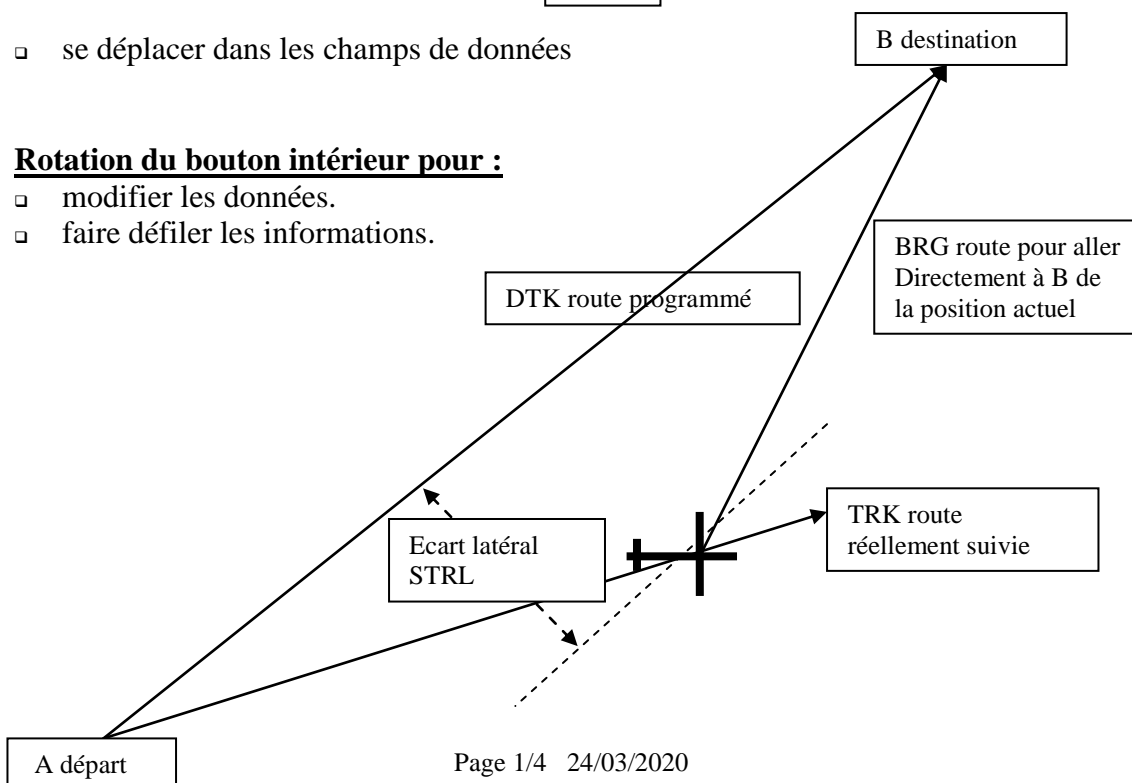 ▫ se déplacer dans les champs de données
B destination
Rotation du bouton intérieur pour :
▫ modifier les données.
▫ faire défiler les informations.
BRG route pour aller
Directement à B de
la position actuel
DTK route programmé
TRK route
réellement suivie
Ecart latéral
STRL
A départ
Page 1/4 24/03/2020